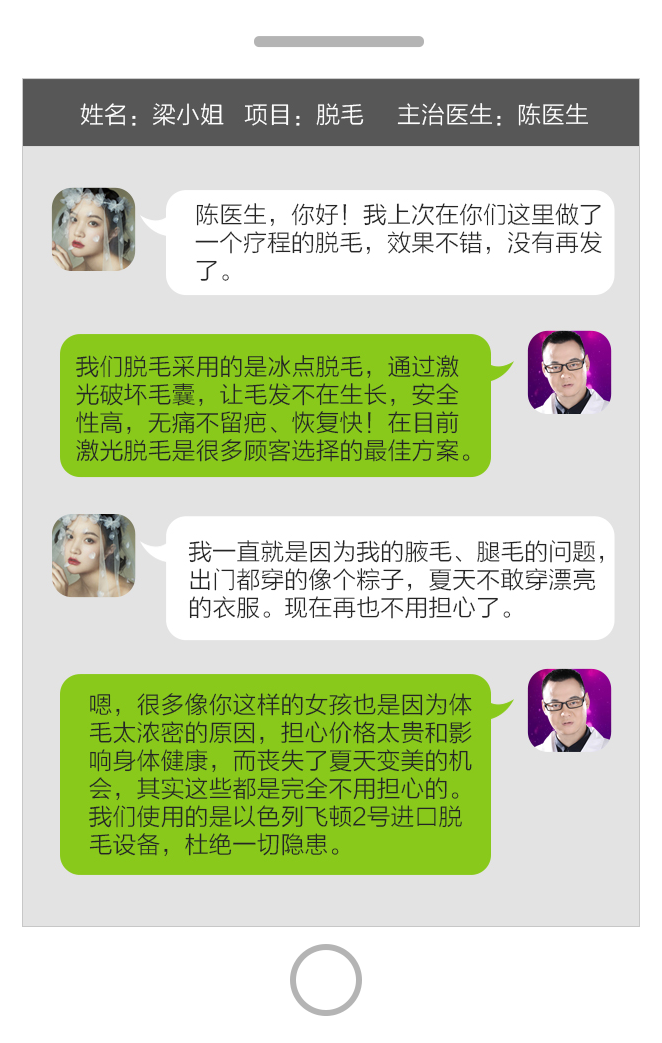 姓名：梁小姐 项目：脱毛 主治医生：陈医生
陈医生，你好！我上次在你们这里做了
一个疗程的脱毛，效果不错，没有再发
了。
我们脱毛采用的是冰点脱毛，通过激
光破坏毛囊，让毛发不在生长，安全
性高，无痛不留疤、恢复快！在目前
激光脱毛是很多顾客选择的最佳方案。
我一直就是因为我的腋毛、腿毛的问题，
出门都穿的像个粽子，夏天不敢穿漂亮
的衣服。现在再也不用担心了。
嗯，很多像你这样的女孩也是因为体
毛太浓密的原因，担心价格太贵和影
响身体健康，而丧失了夏天变美的机
会，其实这些都是完全不用担心的。
我们使用的是以色列飞顿2号进口脱
毛设备，杜绝一切隐患。